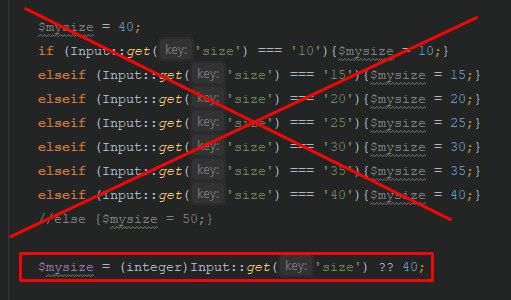 $mysize = 40;
if (Input::get( key: 'size') === '10'){$mysize = 10;}
elseif (Input::get( key: 'size') === '15'){$mysize = 15;}
elseif (Input::get( key: 'size') === '20'){$mysize = 20;}
elseif (Input::get( key: 'size') === '25'){$mysize = 25;}
elseif (Input::get( key: 'size') === '30'){$mysize = 30;}
elseif (Input::get( key: 'size') === '35'){$mysize = 35;}
elseif (Input::get( key: 'size') === '40'){$mysize = 40;}
//else {$mysize = 50;}
$mysize = (integer)Input::get( key: 'size') ?? 40;